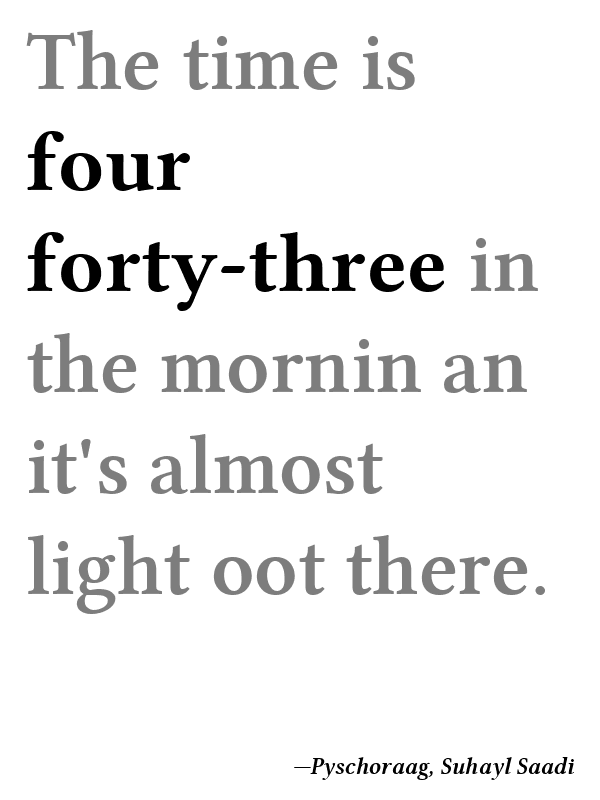 The time is
four
forty-three in
the mornin an
it's almost
light oot there.
—Pyschoraag, Suhayl Saadi